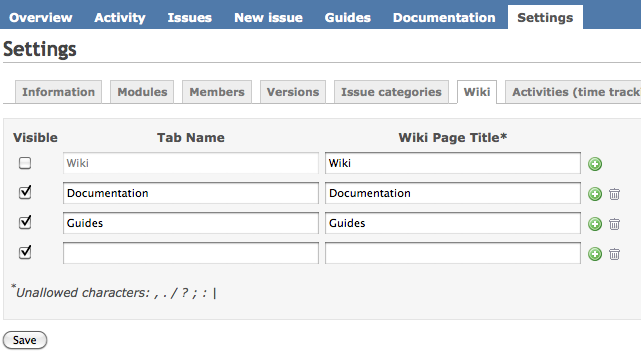 Overview Activity Issues New issue Guides Documentation Settings
Settings
Information Modules Members Versions Issue categories Wiki Activities (time track
Visible Tab Name Wiki Page Title*
Wiki Wiki
Documentation Documentation
Guides Guides
*Unallowed characters: , . / ? ; : |
Save